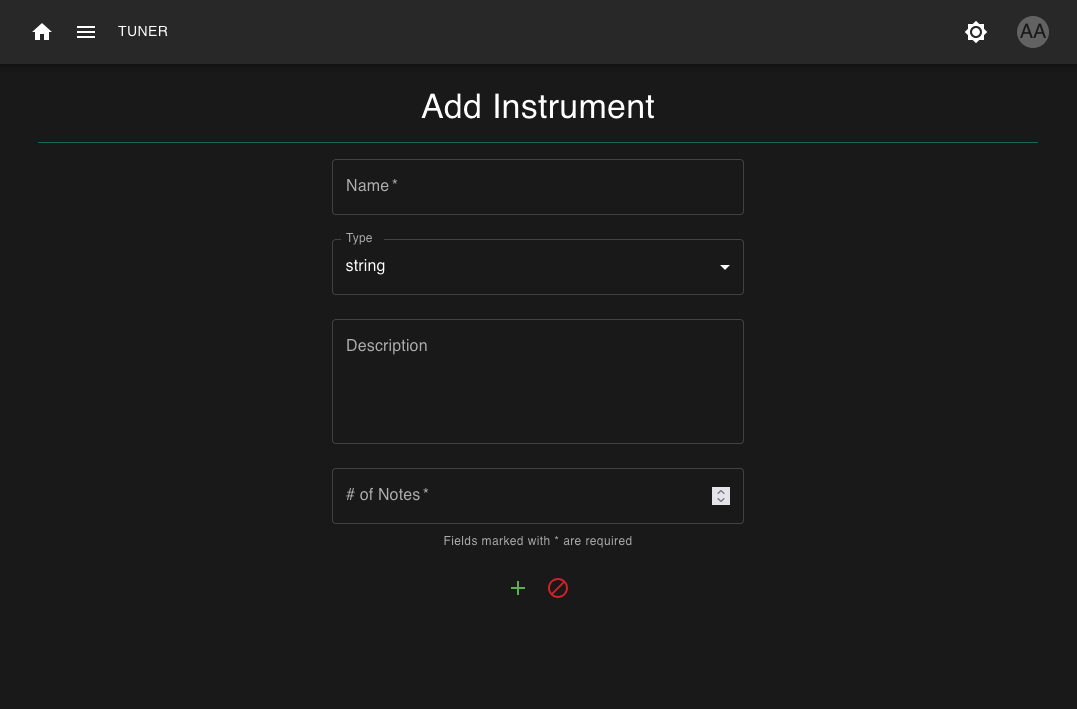 TUNER
AA
Add Instrument
Name *
Type
string
Description
# of Notes *
Fields marked with * are required